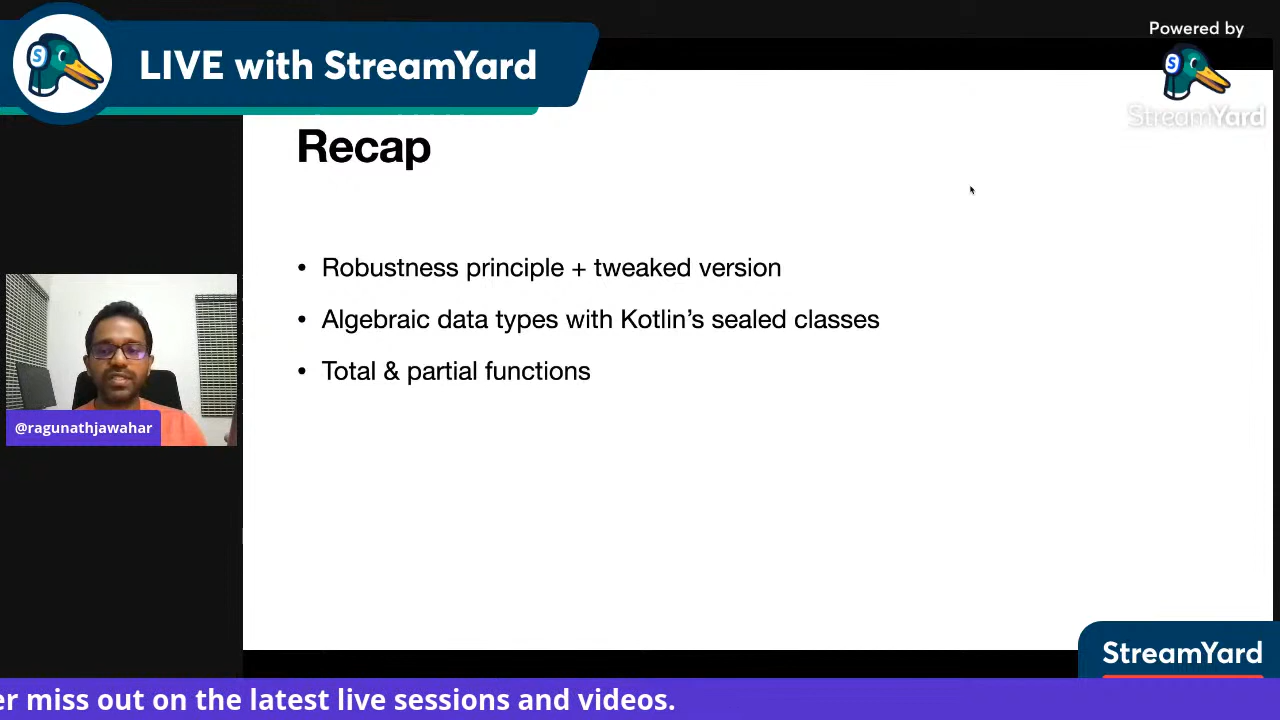 LIVE with StreamYard
Powered by
StreamYard
Recap
• Robustness principle + tweaked version
• Algebraic data types with Kotlin's sealed classes
• Total & partial functions
@ragunathjawahar
StreamYard
miss out on the latest live sessions and videos.